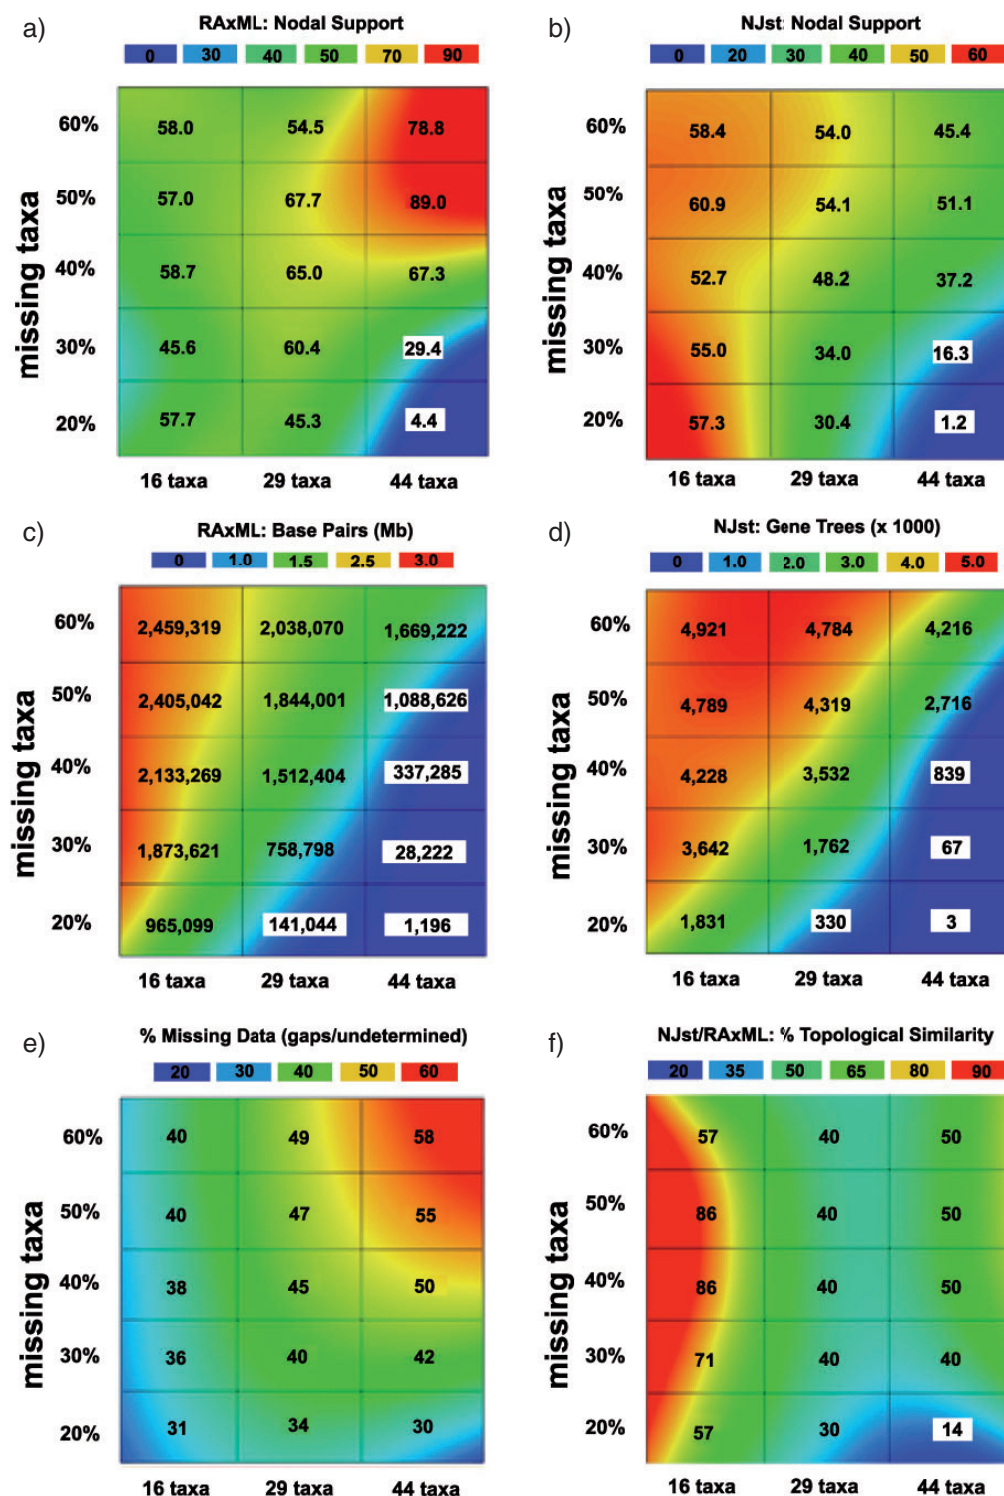 a)
RAxML: Nodal Support
0 30 40 50 70 90
missing taxa
60% 58.0 54.5 78.8
50% 57.0 67.7 89.0
40% 58.7 65.0 67.3
30% 45.6 60.4 29.4
20% 57.7 45.3 4.4
16 taxa 29 taxa 44 taxa
b)
NJst: Nodal Support
0 20 30 40 50 60
missing taxa
60% 58.4 54.0 45.4
50% 60.9 54.1 51.1
40% 52.7 48.2 37.2
30% 55.0 34.0 16.3
20% 57.3 30.4 1.2
16 taxa 29 taxa 44 taxa
c)
RAxML: Base Pairs (Mb)
0 1.0 1.5 2.5 3.0
missing taxa
60% 2,459,319 2,038,070 1,669,222
50% 2,405,042 1,844,001 1,088,626
40% 2,133,269 1,512,404 337,285
30% 1,873,621 758,798 28,222
20% 965,099 141,044 1,196
16 taxa 29 taxa 44 taxa
d)
NJst: Gene Trees (x 1000)
0 1.0 2.0 3.0 4.0 5.0
missing taxa
60% 4,921 4,784 4,216
50% 4,789 4,319 2,716
40% 4,228 3,532 839
30% 3,642 1,762 67
20% 1,831 330 3
16 taxa 29 taxa 44 taxa
e)
% Missing Data (gaps/undetermined)
20 30 40 50 60
missing taxa
60% 40 49 58
50% 40 47 55
40% 38 45 50
30% 36 40 42
20% 31 34 30
16 taxa 29 taxa 44 taxa
f)
NJst/RAxML: % Topological Similarity
20 35 50 65 80 90
missing taxa
60% 57 40 50
50% 86 40 50
40% 86 40 50
30% 71 40 40
20% 57 30 14
16 taxa 29 taxa 44 taxa